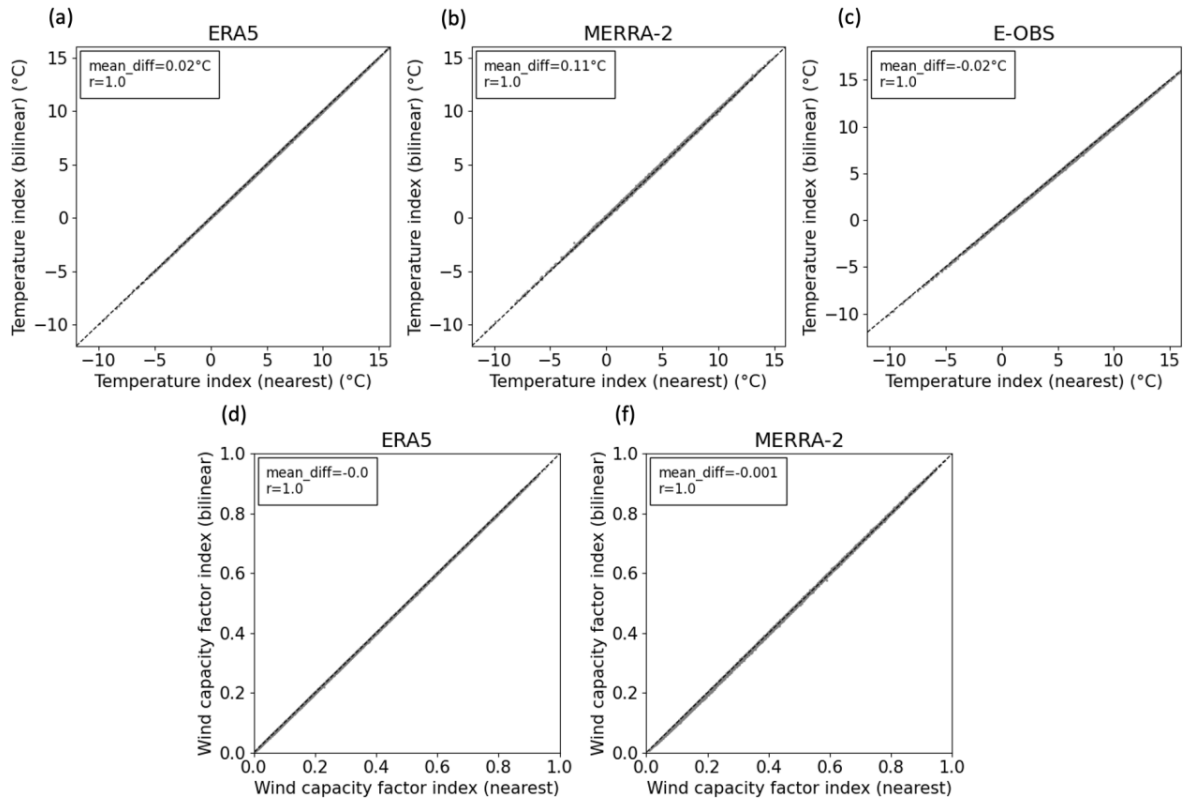 (a)
ERA5
mean_diff=0.02°C
r=1.0
15
10
5
0
−5
−10
−10
−5
0
5
10
15
Temperature index (bilinear) (°C)
Temperature index (nearest) (°C)
(b)
MERRA-2
mean_diff=0.11°C
r=1.0
15
10
5
0
−5
−10
−10
−5
0
5
10
15
Temperature index (bilinear) (°C)
Temperature index (nearest) (°C)
(c)
E-OBS
mean_diff=-0.02°C
r=1.0
15
10
5
0
−5
−10
−10
−5
0
5
10
15
Temperature index (bilinear) (°C)
Temperature index (nearest) (°C)
(d)
ERA5
mean_diff=-0.0
r=1.0
1.0
0.8
0.6
0.4
0.2
0.0
0.0
0.2
0.4
0.6
0.8
1.0
Wind capacity factor index (bilinear)
Wind capacity factor index (nearest)
(f)
MERRA-2
mean_diff=-0.001
r=1.0
1.0
0.8
0.6
0.4
0.2
0.0
0.0
0.2
0.4
0.6
0.8
1.0
Wind capacity factor index (bilinear)
Wind capacity factor index (nearest)